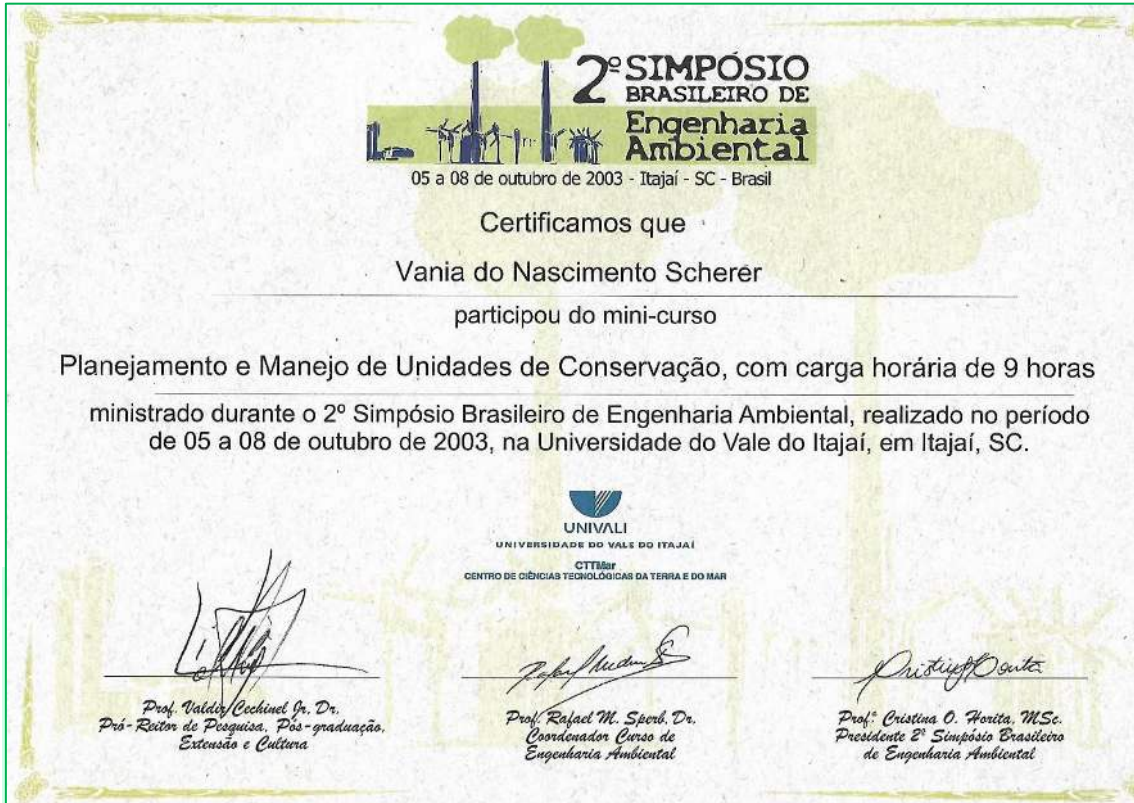 2º SIMPÓSIO
BRASILEIRO DE
Engenharia
Ambiental
05 a 08 de outubro de 2003 - Itajaí - SC - Brasil
Certificamos que
Vania do Nascimento Scherer
participou do mini-curso
Planejamento e Manejo de Unidades de Conservação, com carga horária de 9 horas
ministrado durante o 2º Simpósio Brasileiro de Engenharia Ambiental, realizado no período
de 05 a 08 de outubro de 2003, na Universidade do Vale do Itajaí, em Itajaí, SC.
UNIVALI
UNIVERSIDADE DO VALE DO ITAJAÍ
CTTMar
CENTRO DE CIÊNCIAS TECNOLÓGICAS DA TERRA E DO MAR
Prof. Valdir Cechinel Jr. Dr.
Pró-Reitor de Pesquisa, Pós-graduação,
Extensão e Cultura
Prof. Rafael M. Sperb, Dr.
Coordenador Curso de
Engenharia Ambiental
Profª Cristina O. Horita, MSc.
Presidente 2º Simpósio Brasileiro
de Engenharia Ambiental